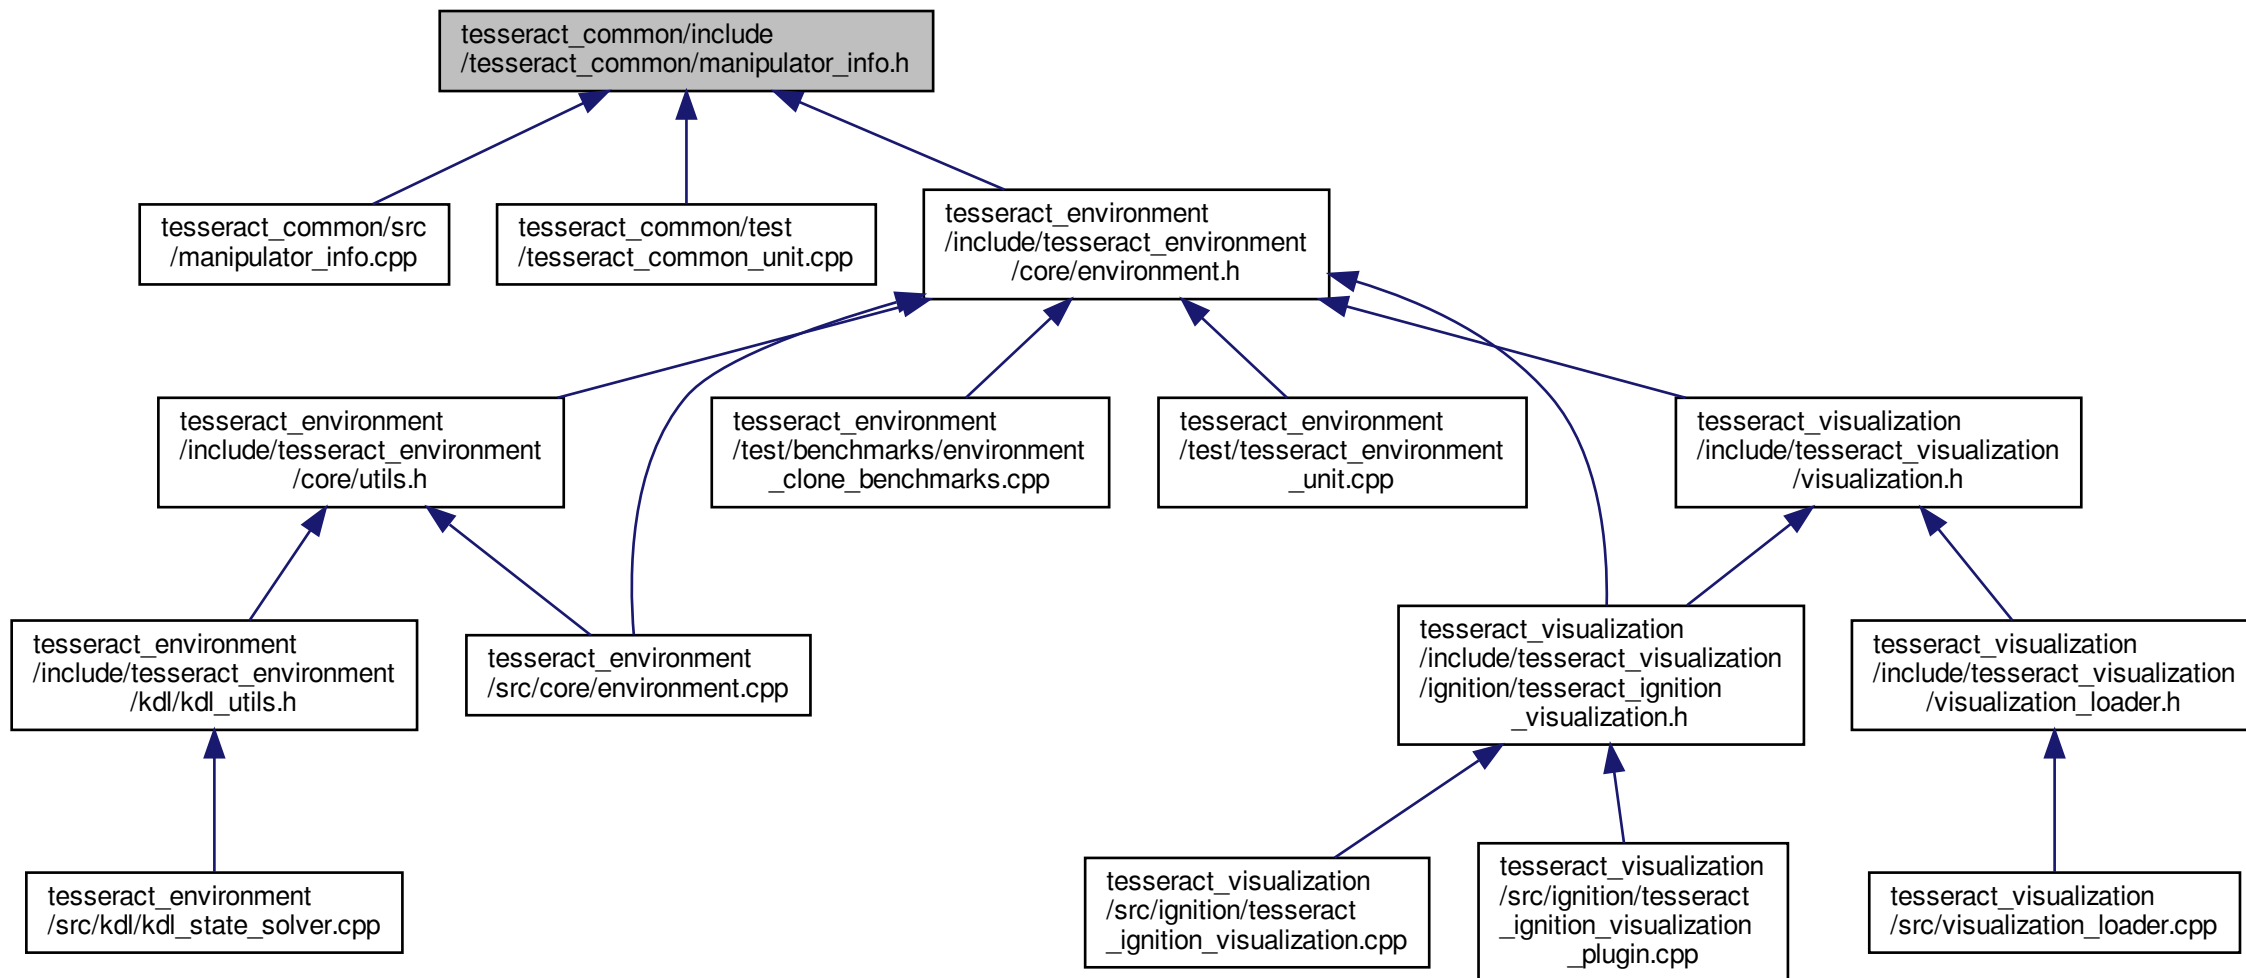 tesseract_common/include
/tesseract_common/manipulator_info.h
tesseract_common/src
/manipulator_info.cpp
tesseract_common/test
/tesseract_common_unit.cpp
tesseract_environment
/include/tesseract_environment
/core/environment.h
tesseract_environment
/include/tesseract_environment
/core/utils.h
tesseract_environment
/test/benchmarks/environment
_clone_benchmarks.cpp
tesseract_environment
/test/tesseract_environment
_unit.cpp
tesseract_visualization
/include/tesseract_visualization
/visualization.h
tesseract_environment
/include/tesseract_environment
/kdl/kdl_utils.h
tesseract_environment
/src/core/environment.cpp
tesseract_visualization
/include/tesseract_visualization
/ignition/tesseract_ignition
_visualization.h
tesseract_visualization
/include/tesseract_visualization
/visualization_loader.h
tesseract_environment
/src/kdl/kdl_state_solver.cpp
tesseract_visualization
/src/ignition/tesseract
_ignition_visualization.cpp
tesseract_visualization
/src/ignition/tesseract
_ignition_visualization
_plugin.cpp
tesseract_visualization
/src/visualization_loader.cpp